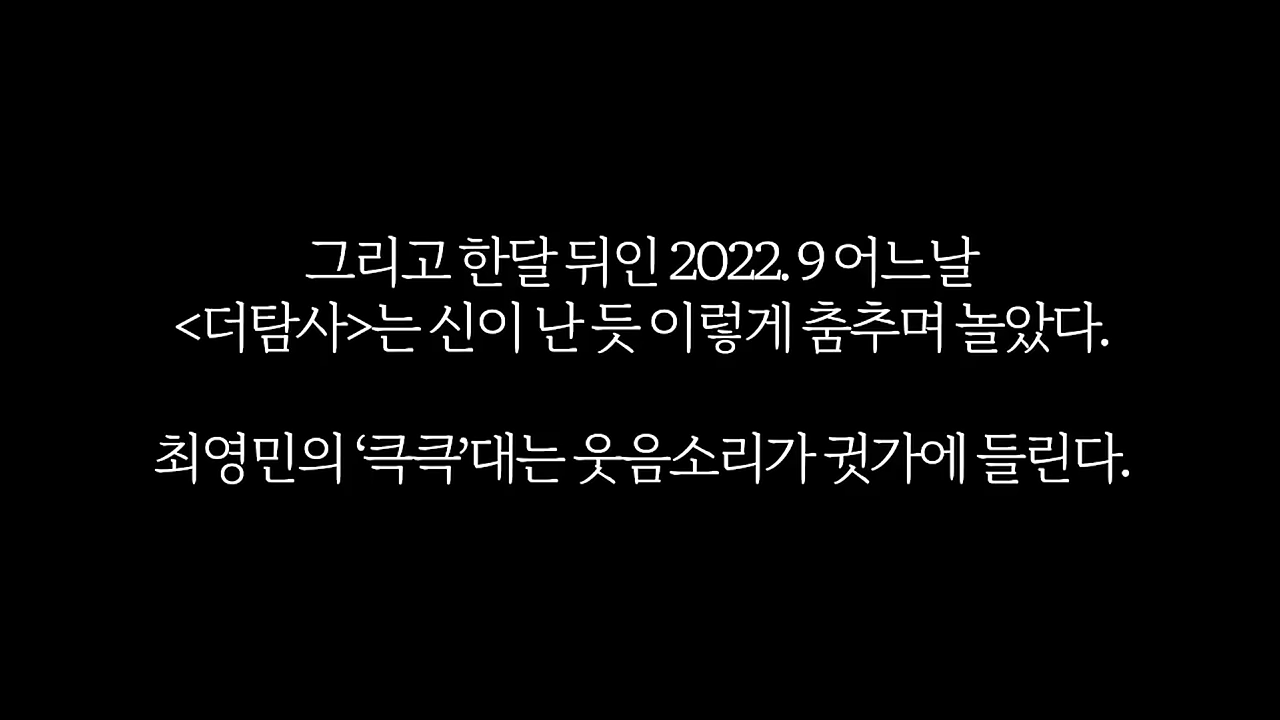 그리고 한달 뒤인 2022. 9 어느날
<더탐사>는 신이 난 듯 이렇게 춤추며 놀았다.
최영민의 ‘큭큭’대는 웃음소리가 귓가에 들린다.